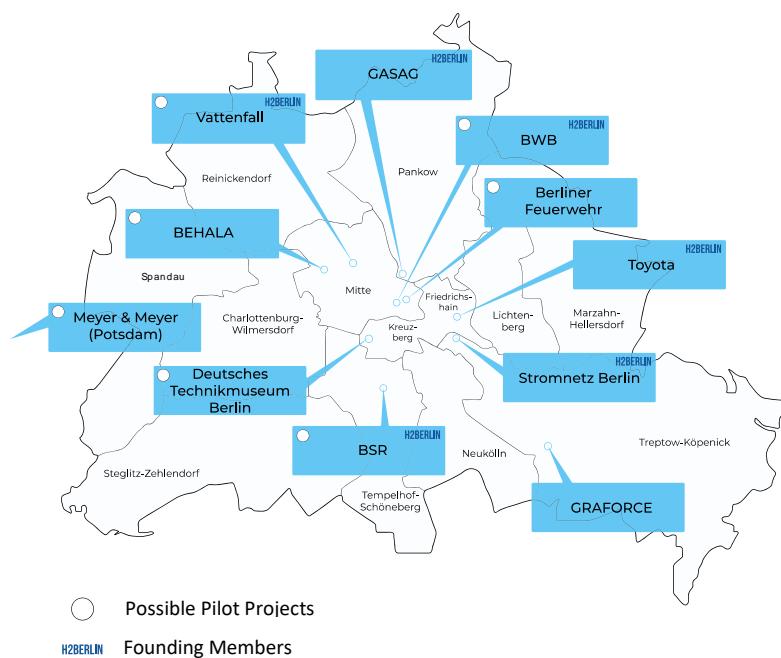 H2BERLIN
GASAG
H2BERLIN
Vattenfall
H2BERLIN
BWB
Reinickendorf
Pankow
Berliner
Feuerwehr
BEHALA
H2BERLIN
Toyota
Spandau
Mitte
Friedrichs-
hain
Lichten-
berg
Marzahn-
Hellersdorf
Meyer & Meyer
(Potsdam)
Charlottenburg-
Wilmersdorf
Kreuz-
berg
Deutsches
Technikmuseum
Berlin
H2BERLIN
Stromnetz Berlin
H2BERLIN
BSR
Neukölln
Treptow-Köpenick
Steglitz-Zehlendorf
Tempelhof-
Schöneberg
GRAFORCE
Possible Pilot Projects
H2BERLIN Founding Members